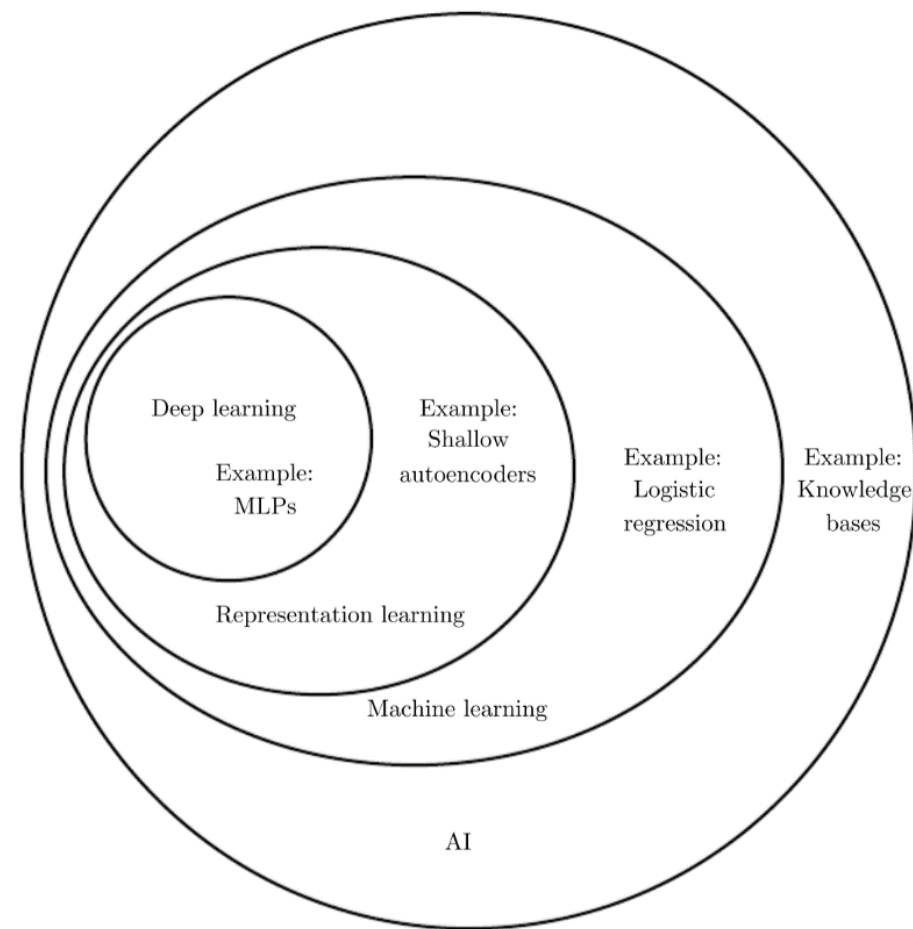 Deep learning
Example:
MLPs
Example:
Shallow
autoencoders
Example:
Logistic
regression
Example:
Knowledge
bases
Representation learning
Machine learning
AI